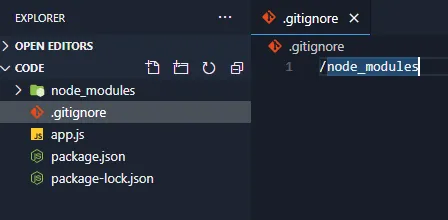 EXPLORER
OPEN EDITORS
CODE
node_modules
.gitignore
JS app.js
package.json
package-lock.json
.gitignore
.gitignore
1 /node_modules